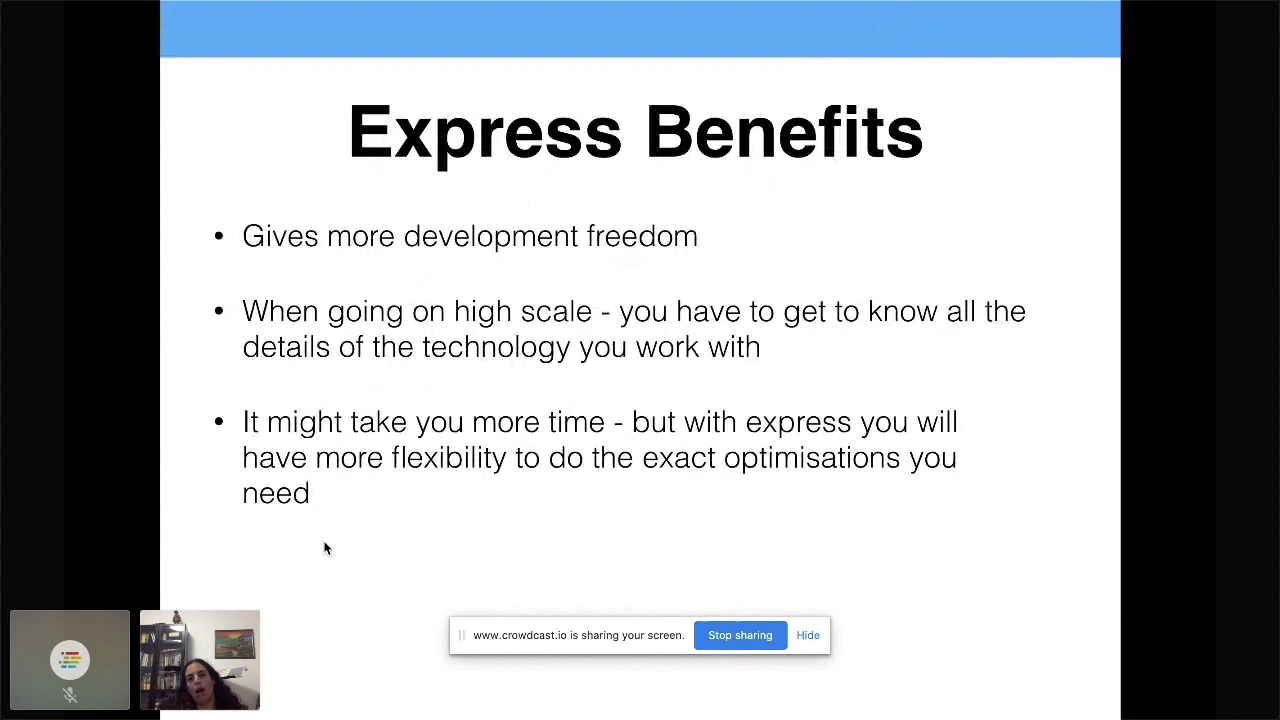 Express Benefits
• Gives more development freedom
• When going on high scale - you have to get to know all the
details of the technology you work with
• It might take you more time - but with express you will
have more flexibility to do the exact optimisations you
need
www.crowdcast.io is sharing your screen. Stop sharing Hide